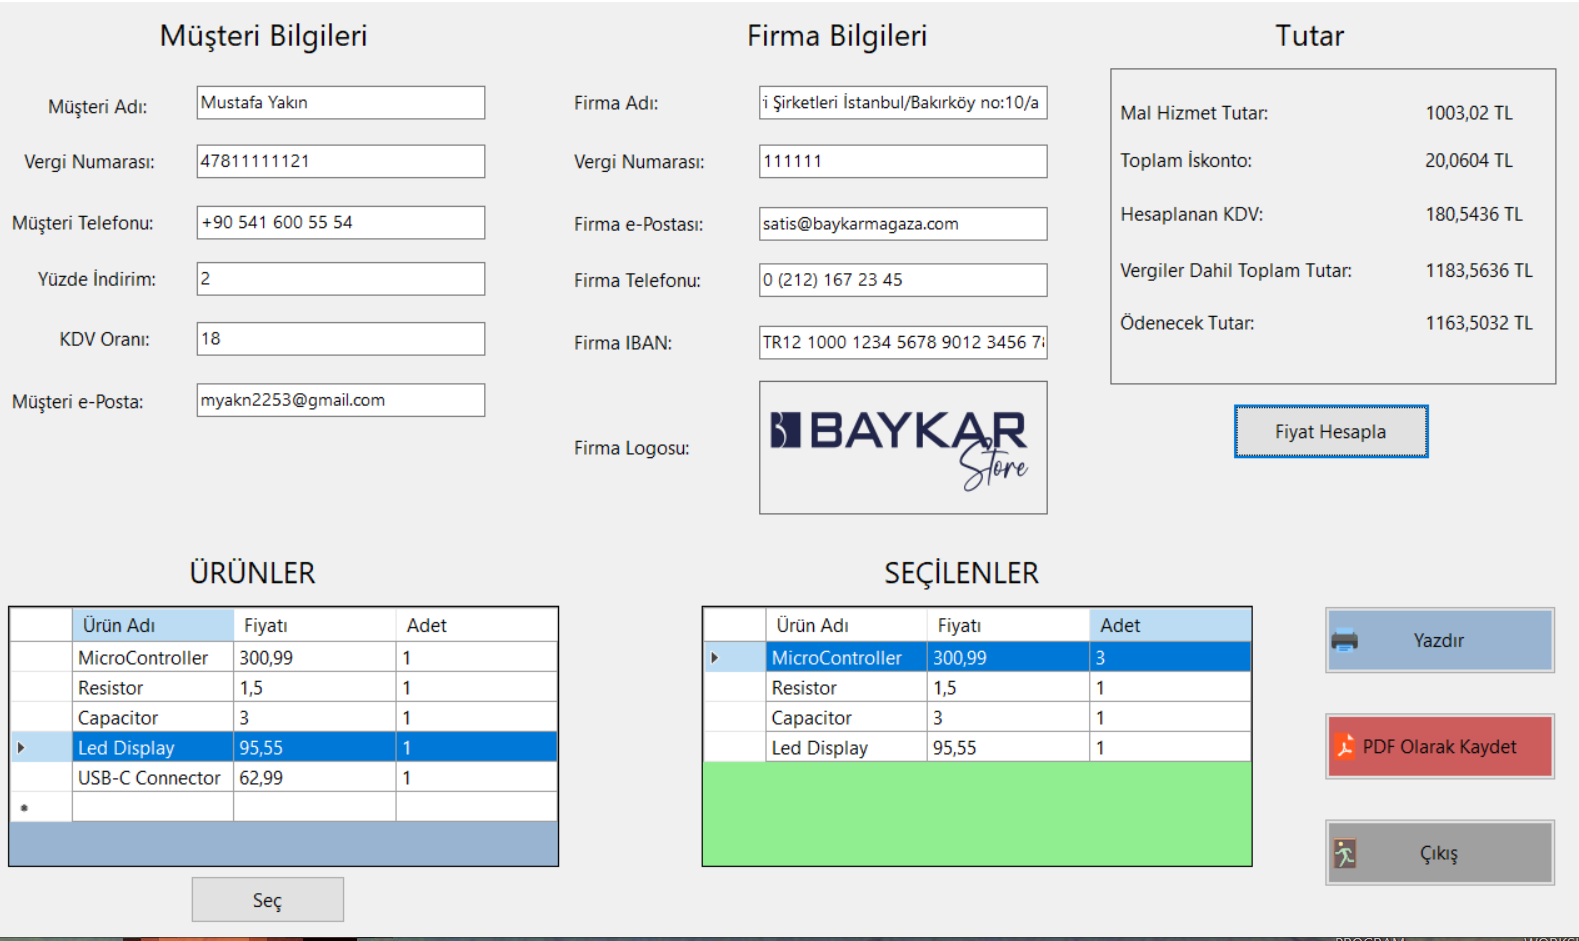 Müşteri Bilgileri
Müşteri Adı: Mustafa Yakın
Vergi Numarası: 47811111121
Müşteri Telefonu: +90 541 600 55 54
Yüzde İndirim: 2
KDV Oranı: 18
Müşteri e-Posta: myakn2253@gmail.com
Firma Bilgileri
Firma Adı: i Şirketleri İstanbul/Bakırköy no:10/a
Vergi Numarası: 111111
Firma e-Postası: satis@baykarmagaza.com
Firma Telefonu: 0 (212) 167 23 45
Firma IBAN: TR12 1000 1234 5678 9012 3456 78
Firma Logosu:
BAYKAR
Store
Tutar
Mal Hizmet Tutar: 1003,02 TL
Toplam İskonto: 20,0604 TL
Hesaplanan KDV: 180,5436 TL
Vergiler Dahil Toplam Tutar: 1183,5636 TL
Ödenecek Tutar: 1163,5032 TL
Fiyat Hesapla
ÜRÜNLER
Ürün Adı Fiyatı Adet
MicroController 300,99 1
Resistor 1,5 1
Capacitor 3 1
Led Display 95,55 1
USB-C Connector 62,99 1
Seç
SEÇİLENLER
Ürün Adı Fiyatı Adet
MicroController 300,99 3
Resistor 1,5 1
Capacitor 3 1
Led Display 95,55 1
Yazdır
PDF Olarak Kaydet
Çıkış